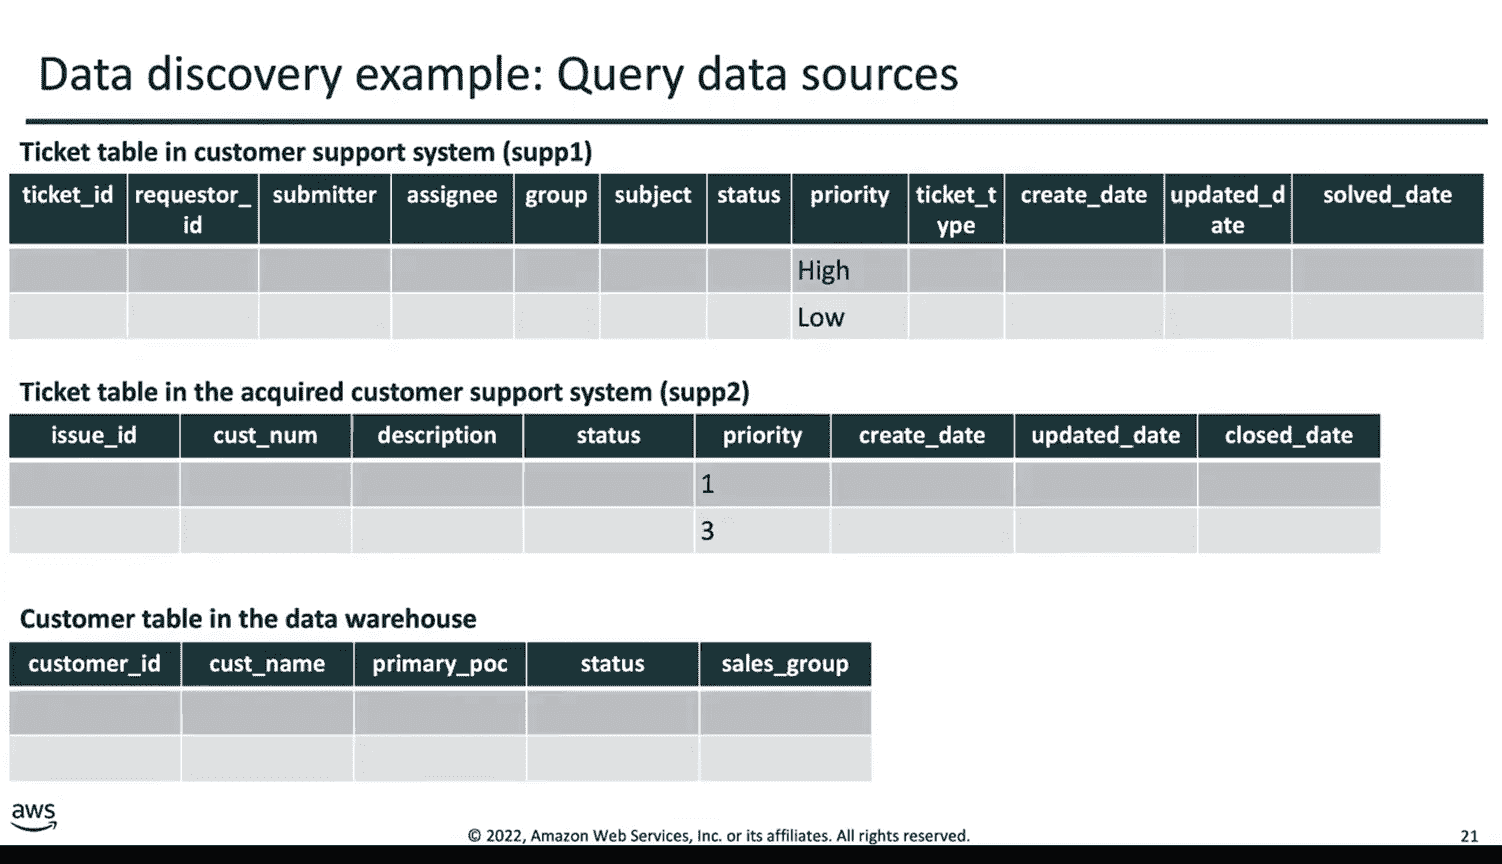 Data discovery example: Query data sources
Ticket table in customer support system (supp1)
ticket_id requestor_ submitter assignee group subject status priority ticket_t create_date updated_d solved_date
id ype ate
High
Low
Ticket table in the acquired customer support system (supp2)
issue_id cust_num description status priority create_date updated_date closed_date
1
3
Customer table in the data warehouse
customer_id cust_name primary_poc status sales_group
aws
© 2022, Amazon Web Services, Inc. or its affiliates. All rights reserved.
21